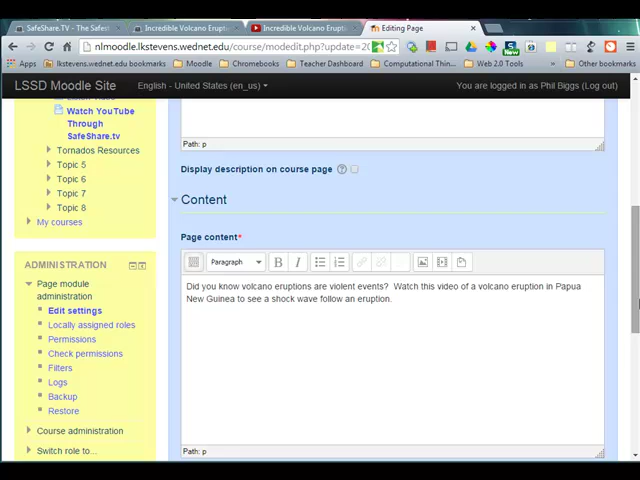 SafeShare.TV - The Safest
Incredible Volcano Erupt
Incredible Volcano Erupti
Editing Page
nlmoodle.lkstevens.wednet.edu/course/modedit.php?update=20
New
Apps
lkstevens.wednet.edu bookmarks
Moodle
Chromebooks
Teacher Dashboard
Computational Thin...
Web 2.0 Tools
Other bookmarks
LSSD Moodle Site
English - United States (en_us)
You are logged in as Phil Biggs (Log out)
Watch YouTube
Through
SafeShare.tv
Tornados Resources
Topic 5
Topic 6
Topic 7
Topic 8
My courses
ADMINISTRATION
Page module
administration
Edit settings
Locally assigned roles
Permissions
Check permissions
Filters
Logs
Backup
Restore
Course administration
Switch role to...
Path: p
Display description on course page
Content
Page content*
Paragraph
B I
Did you know volcano eruptions are violent events? Watch this video of a volcano eruption in Papua
New Guinea to see a shock wave follow an eruption.
Path: p